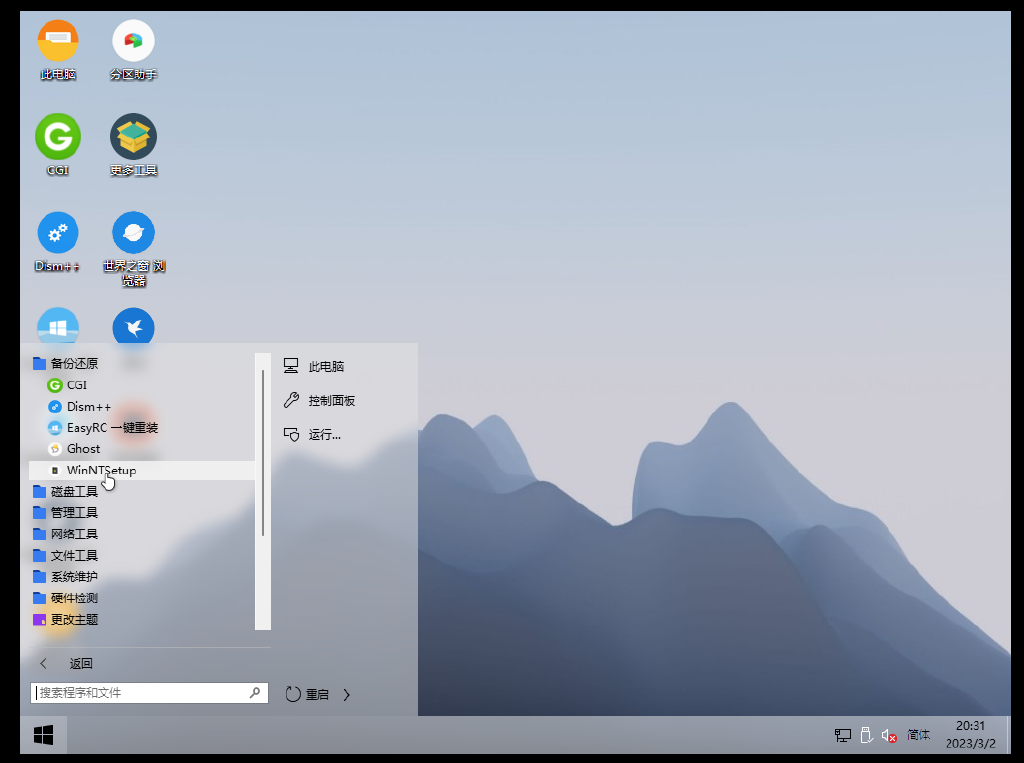 此电脑
分区助手
CGI
更多工具
Dism++
世界之窗 浏
览器
备份还原
CGI
Dism++
EasyRC 一键重装
Ghost
WinNTSetup
磁盘工具
管理工具
网络工具
文件工具
系统维护
硬件检测
更改主题
返回
搜索程序和文件
此电脑
控制面板
运行...
重启
简体
20:31
2023/3/2